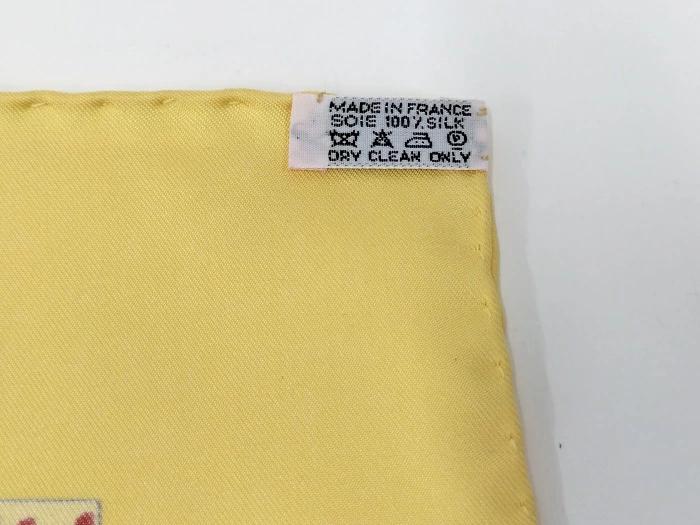 MADE IN FRANCE
SOIE 100% SILK
DRY CLEAN ONLY